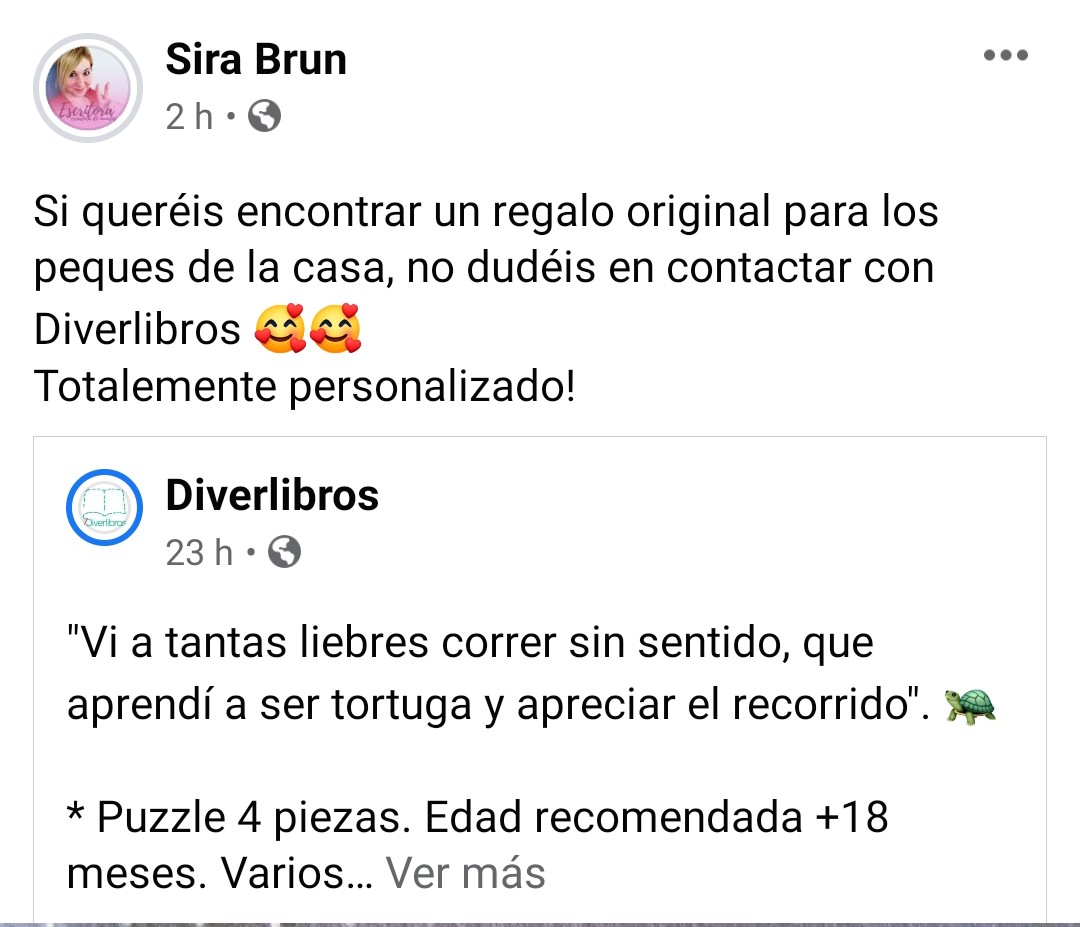 Sira Brun
Escritora
2 h •
Si queréis encontrar un regalo original para los
peques de la casa, no dudéis en contactar con
Diverlibros 🥰🥰
Totalemente personalizado!
Diverlibros
Diverlibros
23 h •
"Vi a tantas liebres correr sin sentido, que
aprendí a ser tortuga y apreciar el recorrido". 🐢
* Puzzle 4 piezas. Edad recomendada +18
meses. Varios... Ver más